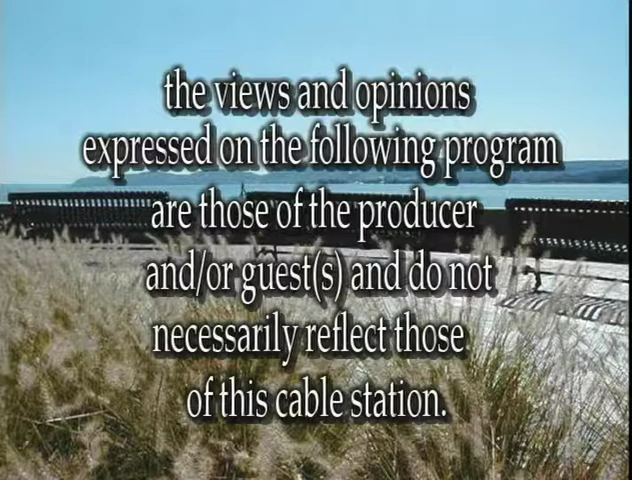 the views and opinions
expressed on the following program
are those of the producer
and/or guest(s) and do not
necessarily reflect those
of this cable station.